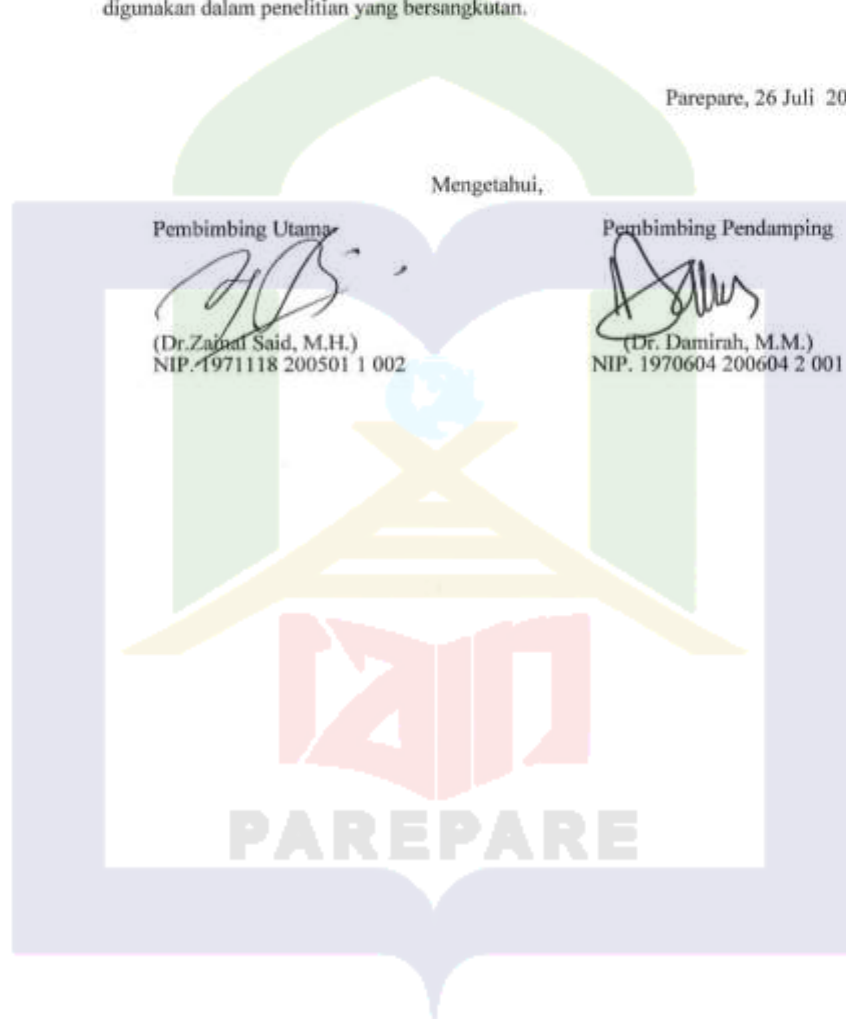 digunakan dalam penelitian yang bersangkutan.
Parepare, 26 Juli 20
Mengetahui,
Pembimbing Utama
Pembimbing Pendamping
(Dr.Zainal Said, M.H.)
(Dr. Damirah, M.M.)
NIP. 1971118 200501 1 002
NIP. 1970604 200604 2 001
iain
PAREPARE